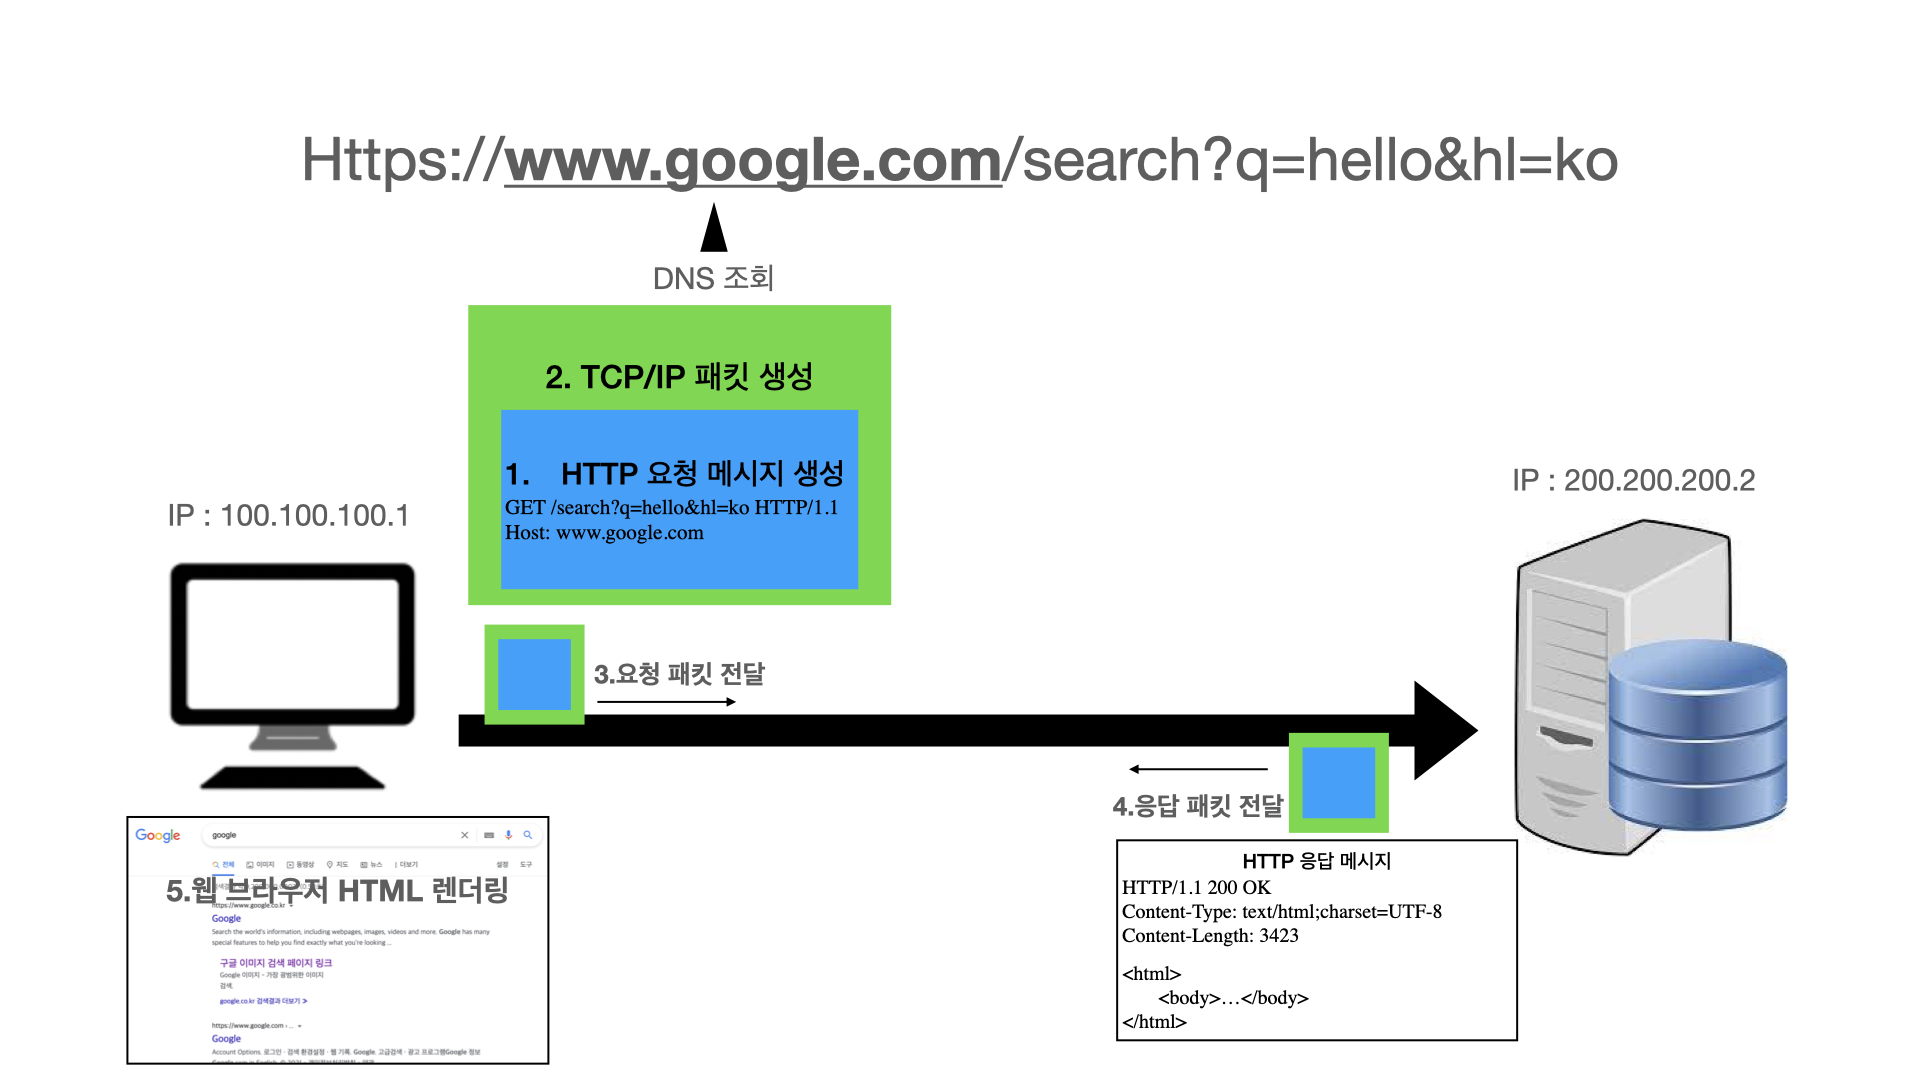 Https://www.google.com/search?q=hello&hl=ko
DNS 조회
2. TCP/IP 패킷 생성
1. HTTP 요청 메시지 생성
GET /search?q=hello&hl=ko HTTP/1.1
Host: www.google.com
IP : 100.100.100.1
IP : 200.200.200.2
3.요청 패킷 전달
4.응답 패킷 전달
HTTP 응답 메시지
HTTP/1.1 200 OK
Content-Type: text/html;charset=UTF-8
Content-Length: 3423
<html>
<body>…</body>
</html>
Google
google
전체 이미지 동영상 지도 뉴스 더보기 설정 도구
5.웹 브라우저 HTML 렌더링
https://www.google.co.kr
Google
Search the world's information, including webpages, images, videos and more. Google has many
special features to help you find exactly what you're looking ...
구글 이미지 검색 페이지 링크
Google 이미지 - 가장 광범위한 이미지
검색.
google.co.kr 검색결과 더보기 >
https://www.google.com › ...
Google
Account Options. 로그인 · 검색 환경설정 · 웹 기록. Google. 고급검색 · 광고 프로그램Google 정보